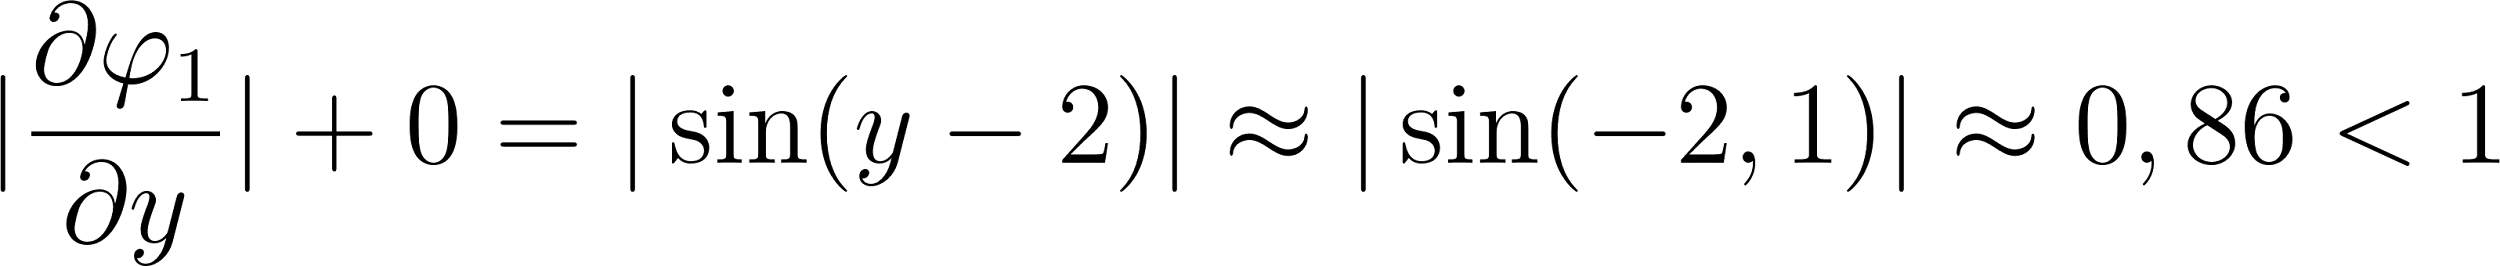 |∂φ₁/∂y| + 0 = |sin(y − 2)| ≈ |sin(−2, 1)| ≈ 0, 86 < 1